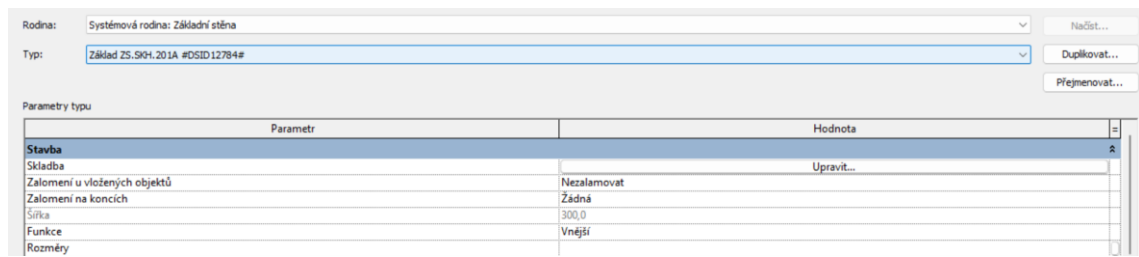 Rodina: Systémová rodina: Základní stěna Načíst...
Typ: Základ ZS.SKH.201A #DSID12784# Duplikovat...
Přejmenovat...
Parametry typu
Parametr Hodnota =
Stavba
Skladba Upravit...
Zalomení u vložených objektů Nezalamovat
Zalomení na koncích Žádná
Šířka 300,0
Funkce Vnější
Rozměry